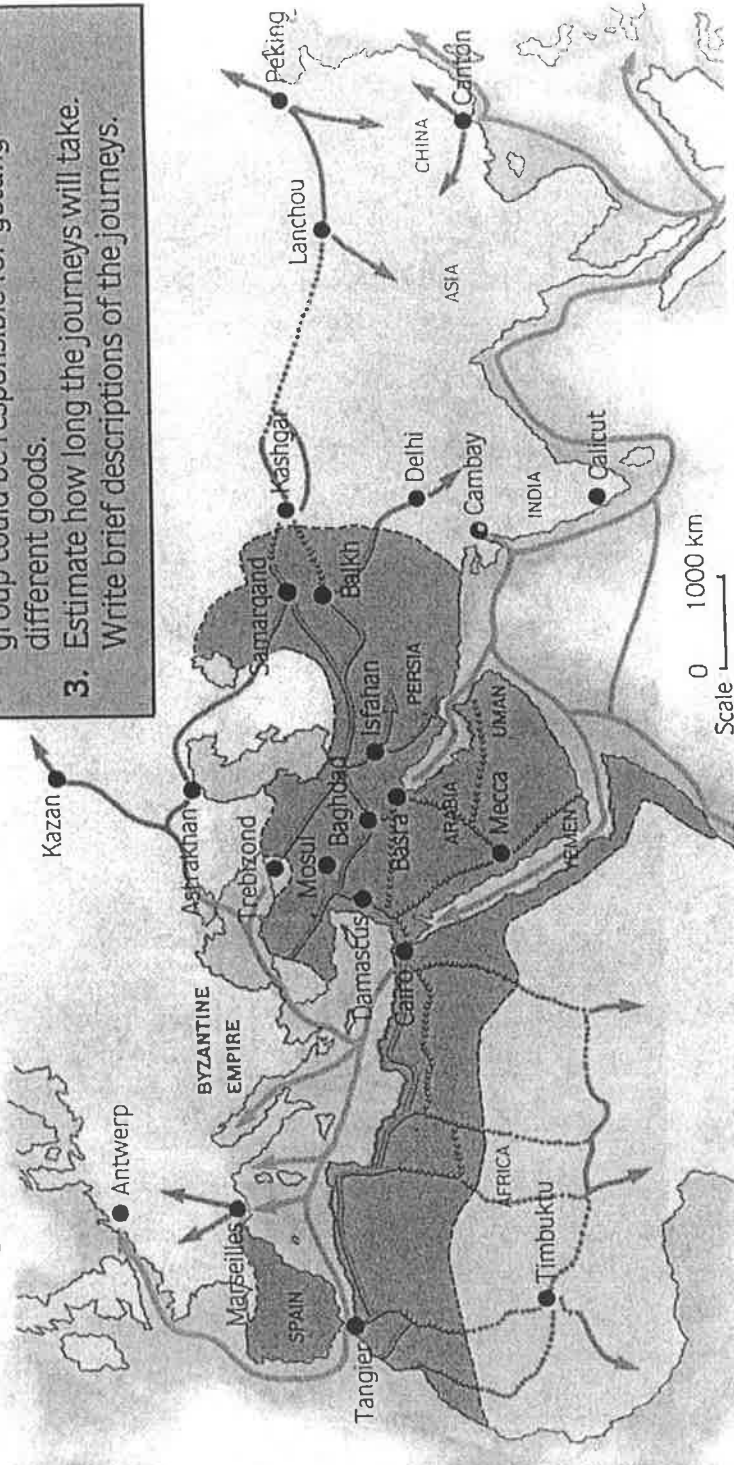 group could be responsible for getting
different goods.
3. Estimate how long the journeys will take.
Write brief descriptions of the journeys.
Kazan
Antwerp
Astrakhan
Peking
Marseilles
BYZANTINE
EMPIRE
Trebizond
Samarqand
Kashgar
Lanchou
SPAIN
Mosul
Balkh
Tangier
Damascus
Baghdad
Isfahan
Cairo
Basra
PERSIA
Delhi
CHINA
Canton
ARABIA
UMAN
Cambay
ASIA
AFRICA
Mecca
INDIA
Timbuktu
YEMEN
Calicut
Scale
0 1000 km